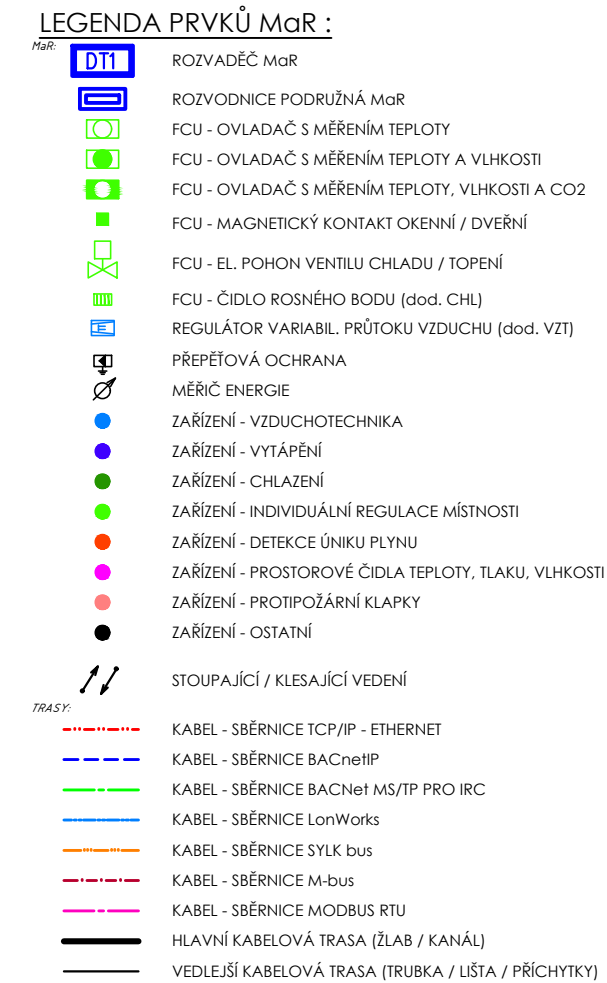 LEGENDA PRVKŮ MaR :
MaR:
DT1 ROZVADĚČ MaR
ROZVODNICE PODRUŽNÁ MaR
FCU - OVLADAČ S MĚŘENÍM TEPLOTY
FCU - OVLADAČ S MĚŘENÍM TEPLOTY A VLHKOSTI
FCU - OVLADAČ S MĚŘENÍM TEPLOTY, VLHKOSTI A CO2
FCU - MAGNETICKÝ KONTAKT OKENNÍ / DVEŘNÍ
FCU - EL. POHON VENTILU CHLADU / TOPENÍ
FCU - ČIDLO ROSNÉHO BODU (dod. CHL)
REGULÁTOR VARIABIL. PRŮTOKU VZDUCHU (dod. VZT)
PŘEPĚŤOVÁ OCHRANA
MĚŘIČ ENERGIE
ZAŘÍZENÍ - VZDUCHOTECHNIKA
ZAŘÍZENÍ - VYTÁPĚNÍ
ZAŘÍZENÍ - CHLAZENÍ
ZAŘÍZENÍ - INDIVIDUÁLNÍ REGULACE MÍSTNOSTI
ZAŘÍZENÍ - DETEKCE ÚNIKU PLYNU
ZAŘÍZENÍ - PROSTOROVÉ ČIDLA TEPLOTY, TLAKU, VLHKOSTI
ZAŘÍZENÍ - PROTIPOŽÁRNÍ KLAPKY
ZAŘÍZENÍ - OSTATNÍ
STOUPAJÍCÍ / KLESAJÍCÍ VEDENÍ
TRASY:
KABEL - SBĚRNICE TCP/IP - ETHERNET
KABEL - SBĚRNICE BACnetIP
KABEL - SBĚRNICE BACNet MS/TP PRO IRC
KABEL - SBĚRNICE LonWorks
KABEL - SBĚRNICE SYLK bus
KABEL - SBĚRNICE M-bus
KABEL - SBĚRNICE MODBUS RTU
HLAVNÍ KABELOVÁ TRASA (ŽLAB / KANÁL)
VEDLEJŠÍ KABELOVÁ TRASA (TRUBKA / LIŠTA / PŘÍCHYTKY)